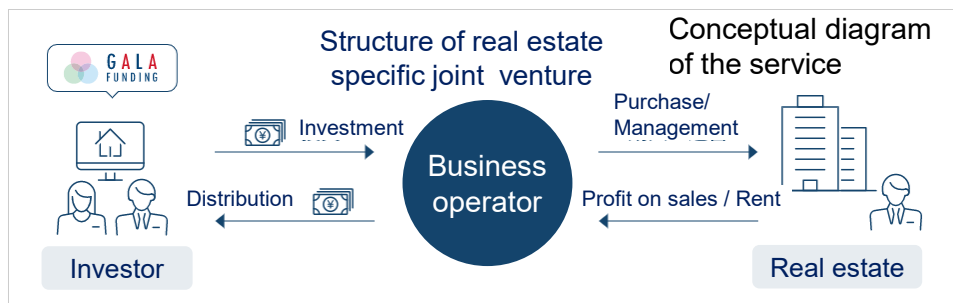 GALA
FUNDING
Structure of real estate
specific joint venture
Conceptual diagram
of the service
Investment
Distribution
Business
operator
Purchase/
Management
Profit on sales / Rent
Investor
Real estate